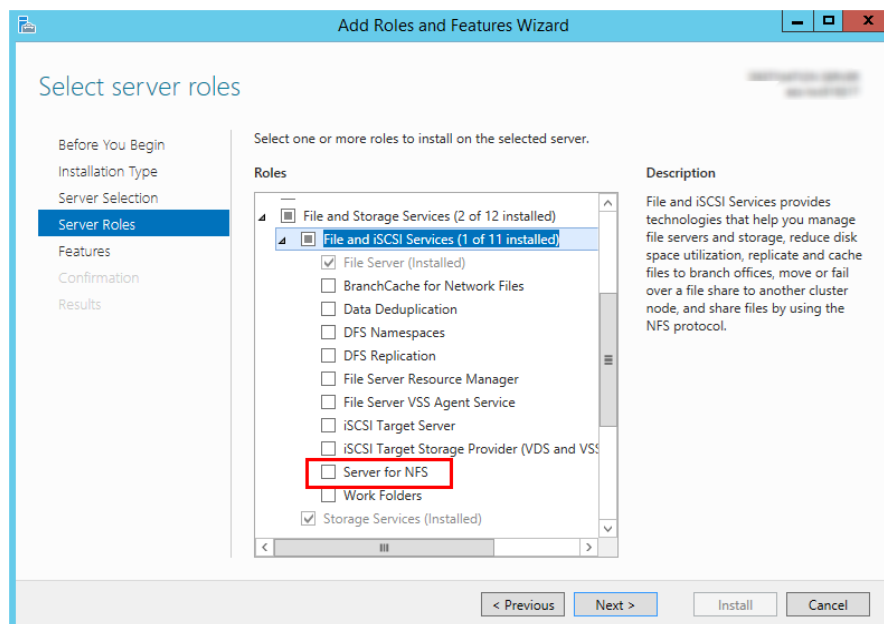 Add Roles and Features Wizard
Select server roles
Before You Begin
Installation Type
Server Selection
Server Roles
Features
Confirmation
Results
Select one or more roles to install on the selected server.
Roles
File and Storage Services (2 of 12 installed)
File and iSCSI Services (1 of 11 installed)
File Server (Installed)
BranchCache for Network Files
Data Deduplication
DFS Namespaces
DFS Replication
File Server Resource Manager
File Server VSS Agent Service
iSCSI Target Server
iSCSI Target Storage Provider (VDS and VSS
Server for NFS
Work Folders
Storage Services (Installed)
Description
File and iSCSI Services provides
technologies that help you manage
file servers and storage, reduce disk
space utilization, replicate and cache
files to branch offices, move or fail
over a file share to another cluster
node, and share files by using the
NFS protocol.
< Previous
Next >
Install
Cancel